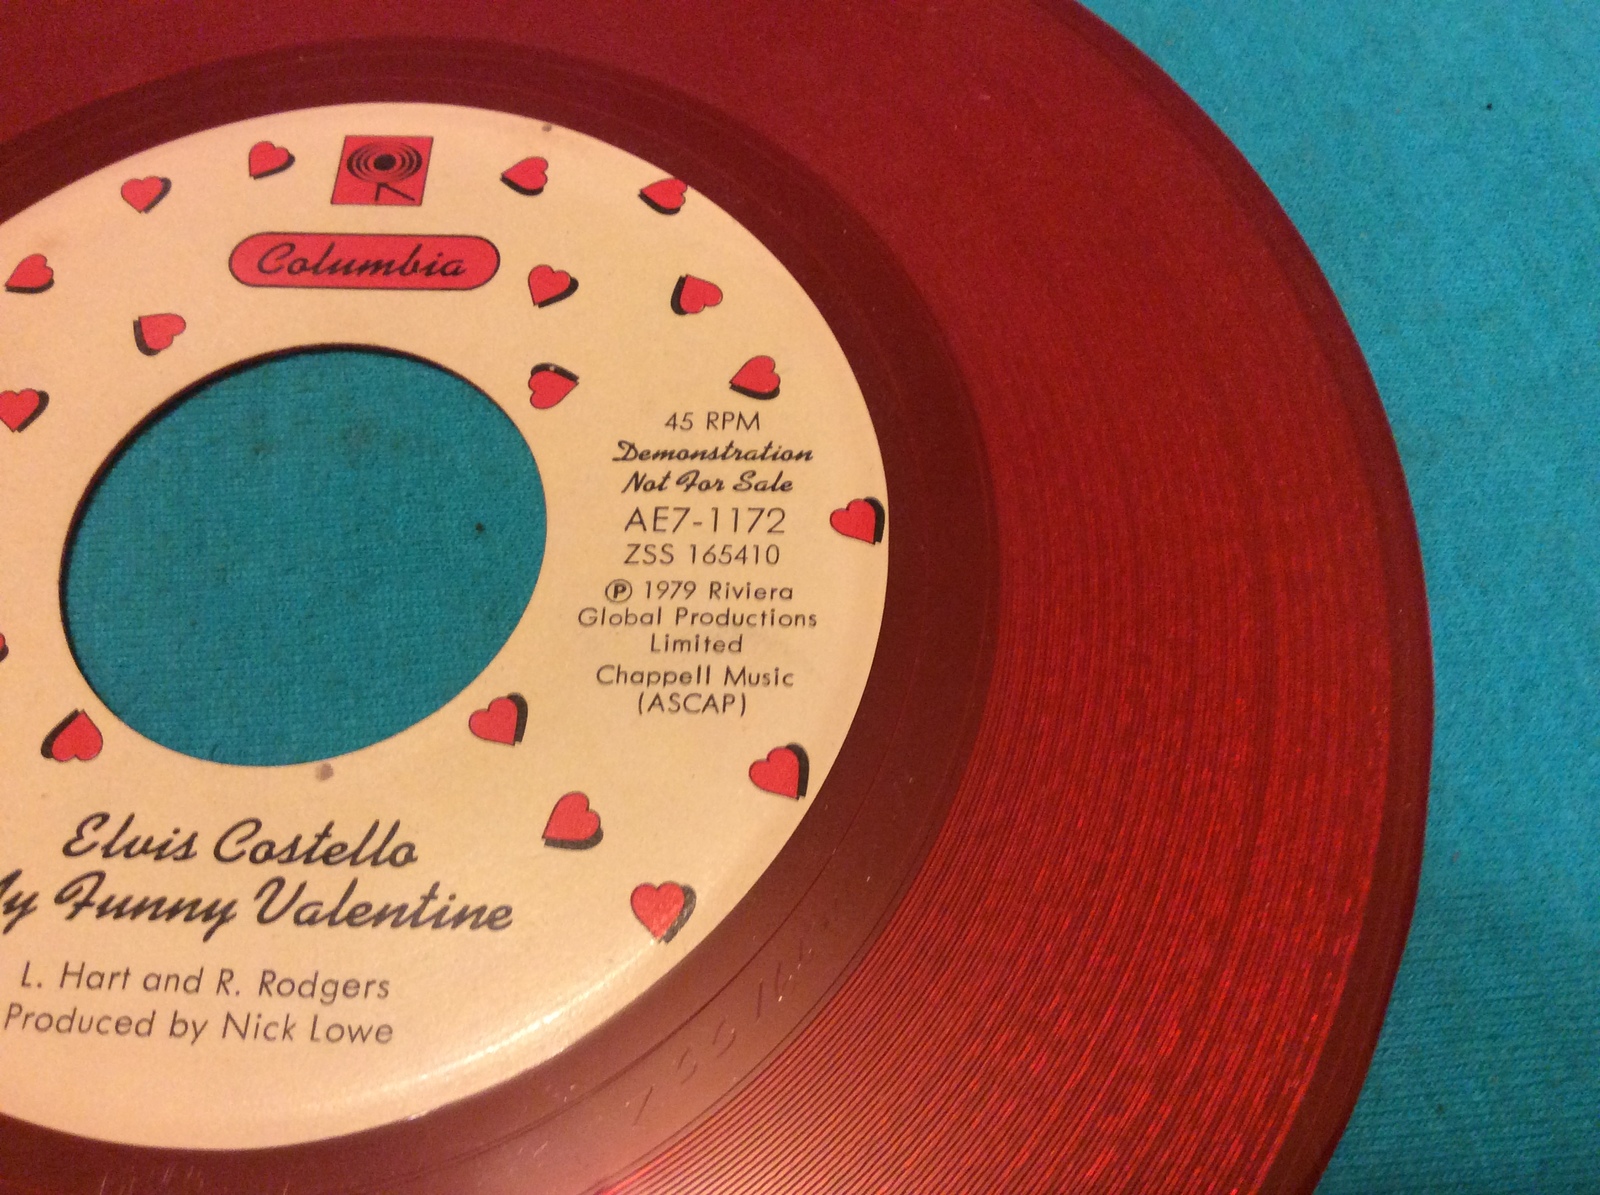 Columbia
45 RPM
Demonstration
Not For Sale
AE7-1172
ZSS 165410
Ⓟ 1979 Riviera
Global Productions
Limited
Chappell Music
(ASCAP)
Elvis Costello
My Funny Valentine
L. Hart and R. Rodgers
Produced by Nick Lowe